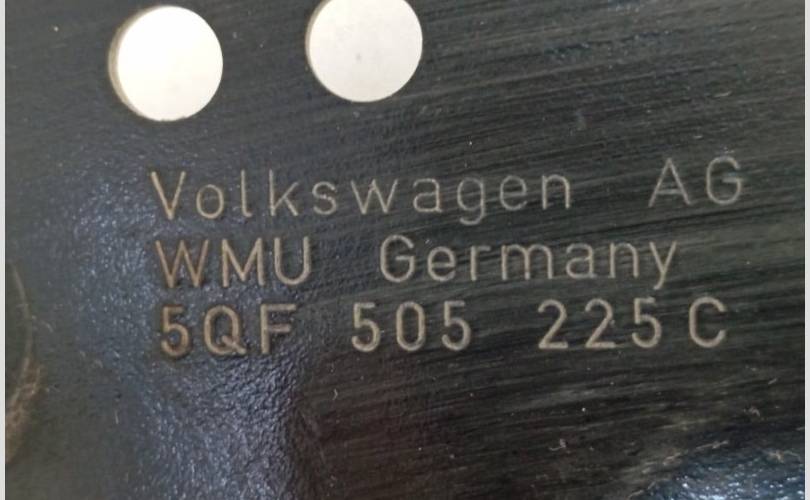 Volkswagen AG
WMU Germany
5QF 505 225 C